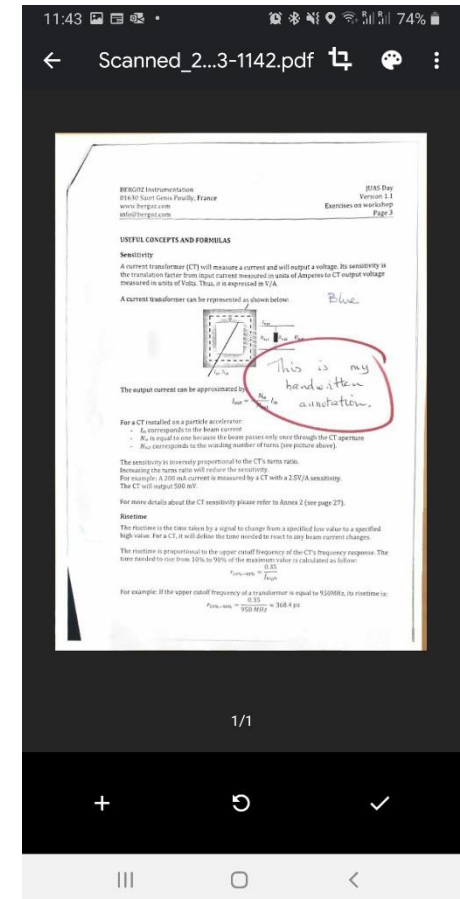 11:43
74%
Scanned_2...3-1142.pdf
BERGOZ Instrumentation
01630 Saint Genis Pouilly, France
www.bergoz.com
info@bergoz.com
JUAS Day
Version 1.1
Exercises on workshop
Page 3
USEFUL CONCEPTS AND FORMULAS
Sensitivity
A current transformer (CT) will measure a current and will output a voltage. Its sensitivity is
the translation factor from input current measured in units of Amperes to CT output voltage
measured in units of Volts. Thus, it is expressed in V/A.
A current transformer can be represented as shown below:
Blue
This is my
handwritten
annotation.
The output current can be approximated by
For a CT installed on a particle accelerator:
- Iin corresponds to the beam current
- Nin is equal to one because the beam passes only once through the CT aperture
- Nout corresponds to the winding number of turns (see picture above).
The sensitivity is inversely proportional to the CT's turns ratio.
Increasing the turns ratio will reduce the sensitivity.
For example: A 200 mA current is measured by a CT with a 2.5V/A sensitivity.
The CT will output 500 mV.
For more details about the CT sensitivity please refer to Annex 2 (see page 27).
Risetime
The risetime is the time taken by a signal to change from a specified low value to a specified
high value. For a CT, it will define the time needed to react to any beam current changes.
The risetime is proportional to the upper cutoff frequency of the CT's frequency response. The
time needed to rise from 10% to 90% of the maximum value is calculated as follow:
r10%-90% = 0.35
For example: If the upper cutoff frequency of a transformer is equal to 950MHz, its risetime is:
r10%-90% = 0.35 / 950 MHz = 368.4 ps
1/1